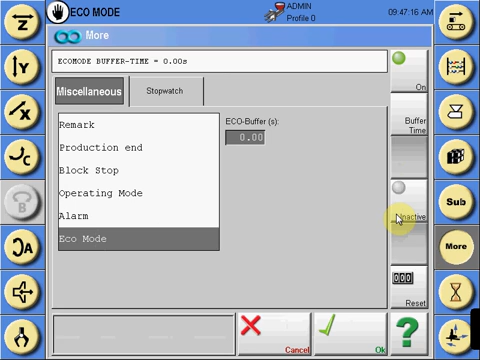 ECO MODE
ADMIN
Profile 0
09:47:16 AM
More
ECOMODE BUFFER-TIME = 0.00s
Miscellaneous
Stopwatch
Remark
Production end
Block Stop
Operating Mode
Alarm
Eco Mode
ECO-Buffer (s):
0.00
On
Buffer
Time
Inactive
000
Reset
Cancel
Ok
?
Z
Y
X
C
B
A
Sub
More